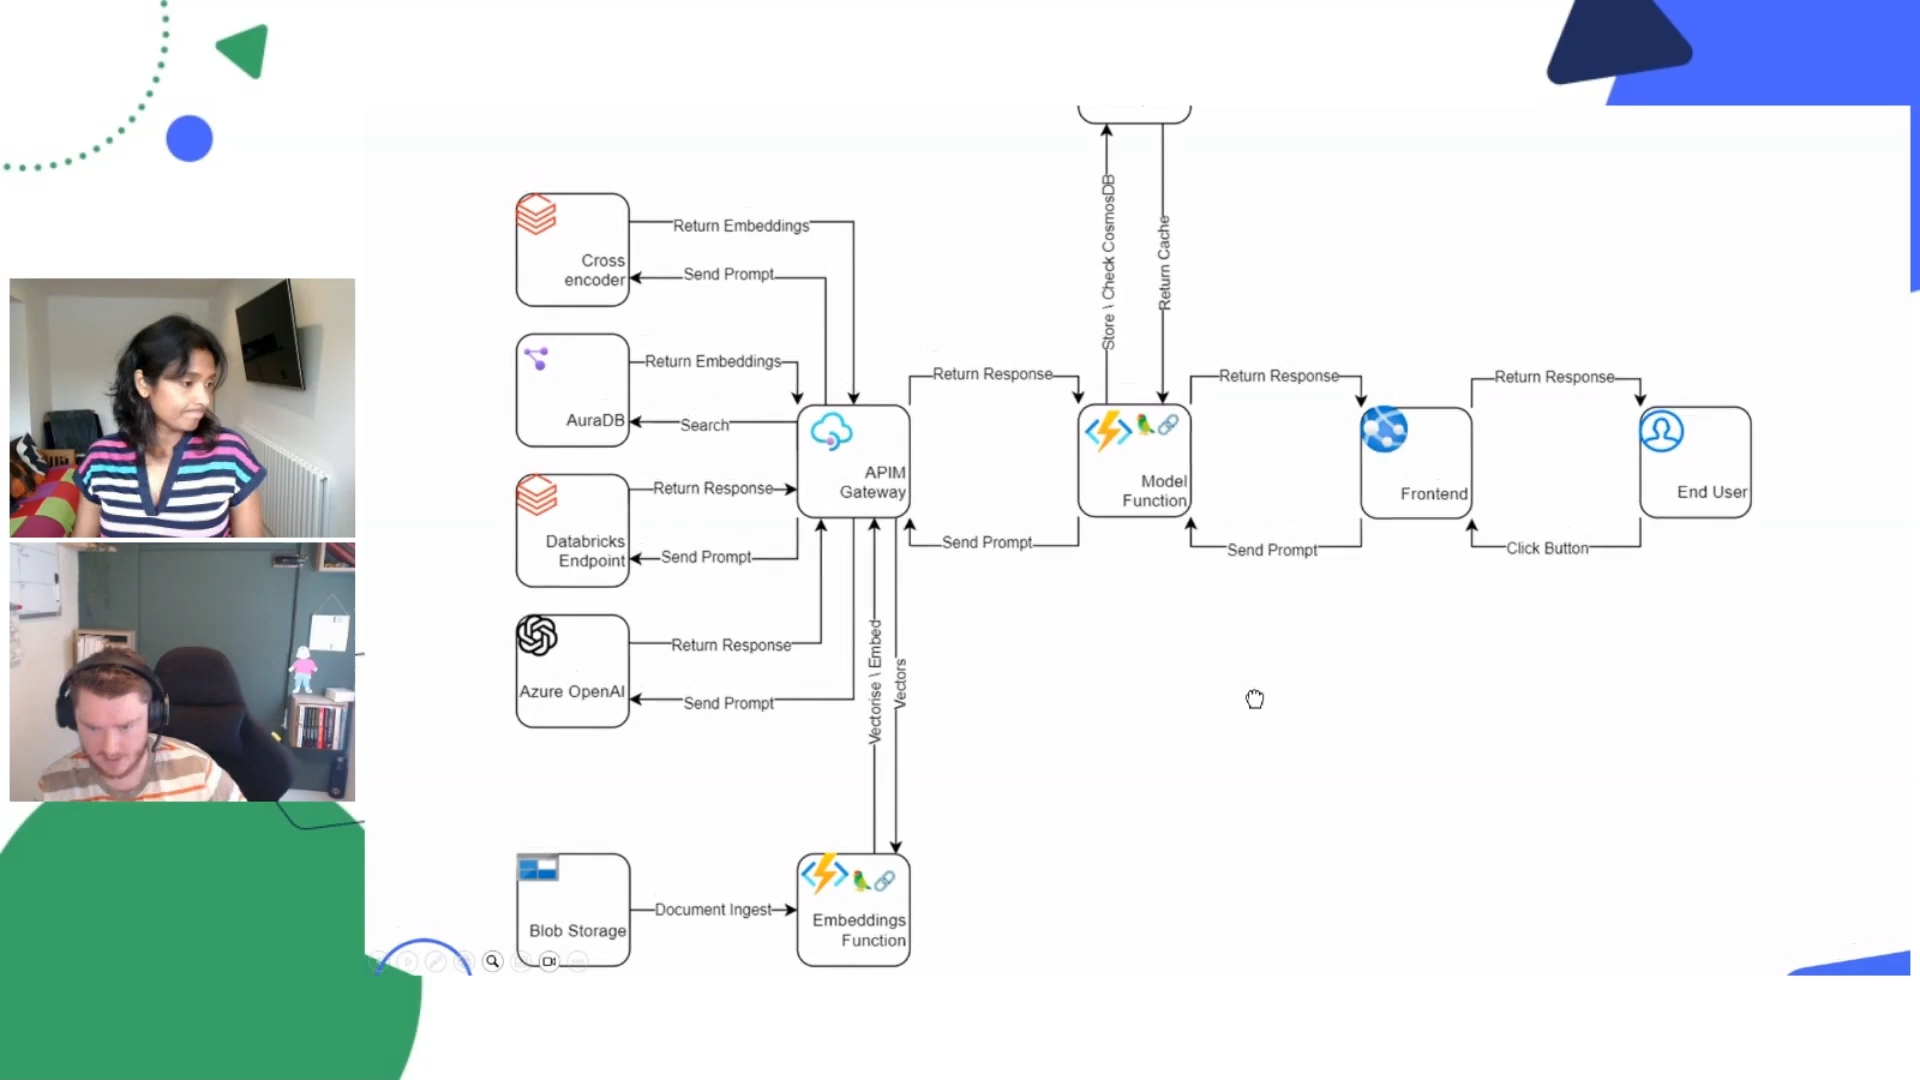 Store \ Check CosmosDB
Return Cache
Cross
encoder
Return Embeddings
Send Prompt
AuraDB
Return Embeddings
Search
Databricks
Endpoint
Return Response
Send Prompt
Azure OpenAI
Return Response
Send Prompt
APIM
Gateway
Return Response
Send Prompt
Model
Function
Return Response
Send Prompt
Frontend
Return Response
Click Button
End User
Vectorise \ Embed
Vectors
Blob Storage
Document Ingest
Embeddings
Function